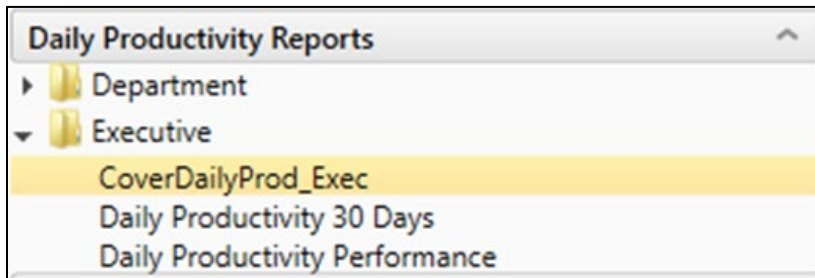 Daily Productivity Reports
Department
Executive
CoverDailyProd_Exec
Daily Productivity 30 Days
Daily Productivity Performance